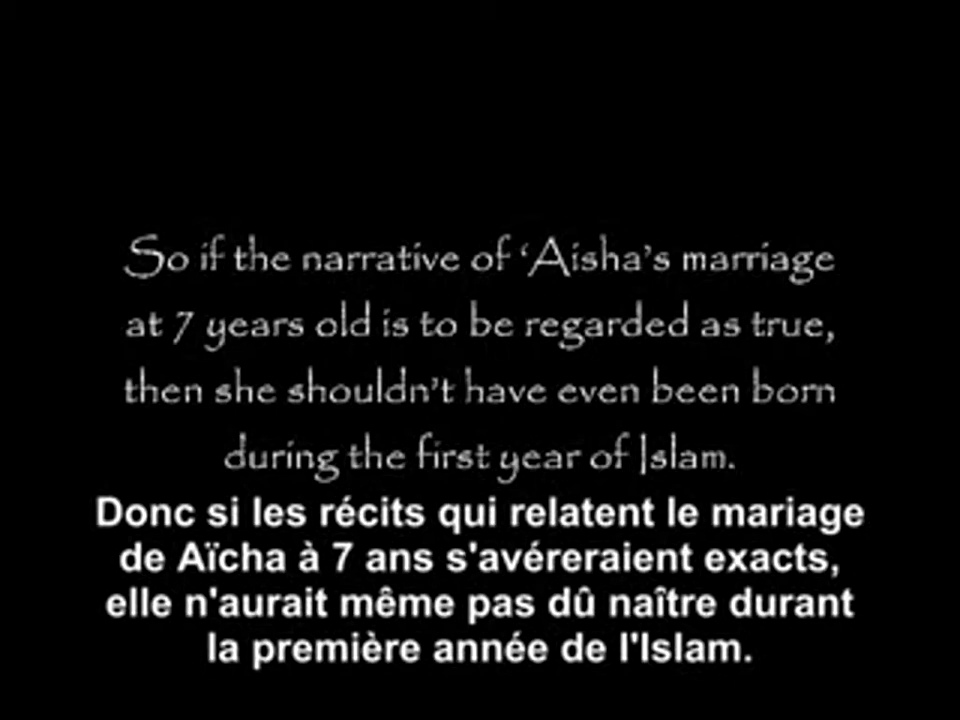 So if the narrative of ‘Aisha’s marriage
at 7 years old is to be regarded as true,
then she shouldn’t have even been born
during the first year of Islam.
Donc si les récits qui relatent le mariage
de Aïcha à 7 ans s'avéreraient exacts,
elle n'aurait même pas dû naître durant
la première année de l'Islam.